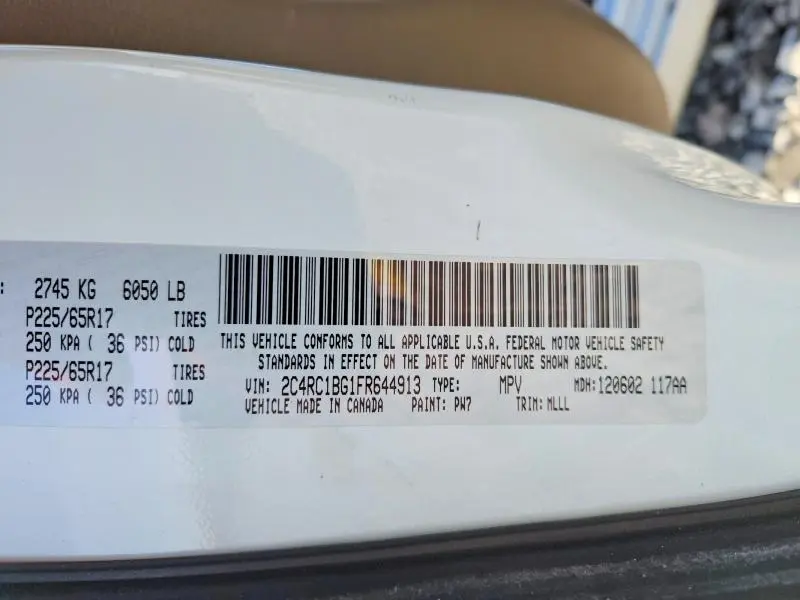 : 2745 KG 6050 LB
P225/65R17 TIRES
250 KPA ( 36 PSI) COLD
P225/65R17 TIRES
250 KPA ( 36 PSI) COLD
THIS VEHICLE CONFORMS TO ALL APPLICABLE U.S.A. FEDERAL MOTOR VEHICLE SAFETY
STANDARDS IN EFFECT ON THE DATE OF MANUFACTURE SHOWN ABOVE.
VIN: 2C4RC1BG1FR644913 TYPE: MPV MDH: 120602 117AA
VEHICLE MADE IN CANADA PAINT: PW7 TRIM: MLLL